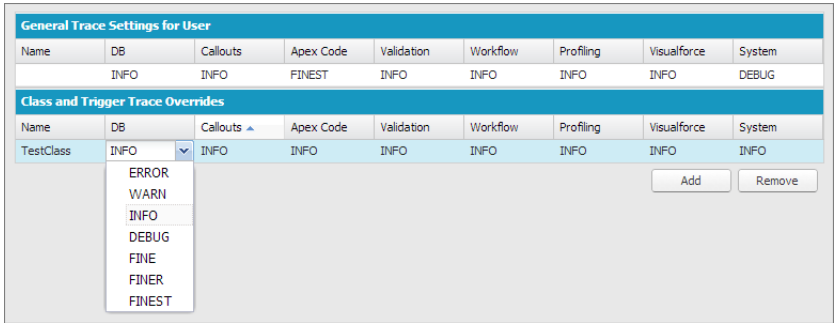 General Trace Settings for User
Name DB Callouts Apex Code Validation Workflow Profiling Visualforce System
INFO INFO FINEST INFO INFO INFO INFO DEBUG
Class and Trigger Trace Overrides
Name DB Callouts Apex Code Validation Workflow Profiling Visualforce System
TestClass INFO INFO INFO INFO INFO INFO INFO INFO
ERROR
WARN
INFO
DEBUG
FINE
FINER
FINEST
Add Remove